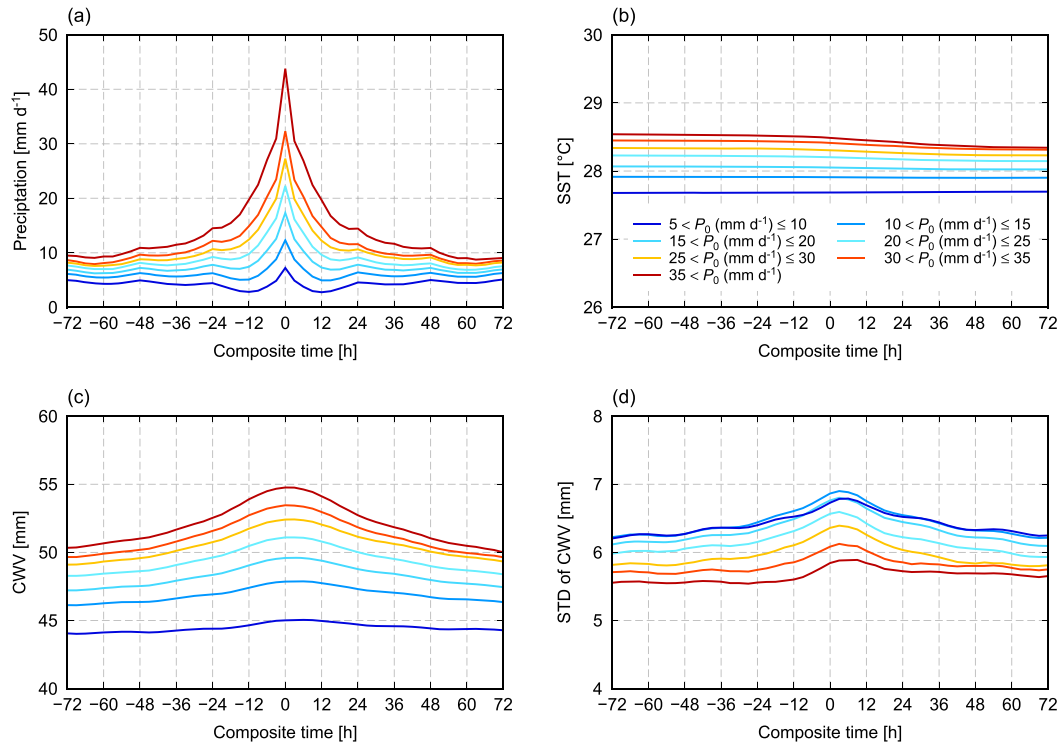 (a)
Precipitation [mm d-1]
50
40
30
20
10
0
−72 −60 −48 −36 −24 −12 0 12 24 36 48 60 72
Composite time [h]
(b)
SST [°C]
30
29
28
27
26
5 < P0 (mm d-1) ≤ 10
10 < P0 (mm d-1) ≤ 15
15 < P0 (mm d-1) ≤ 20
20 < P0 (mm d-1) ≤ 25
25 < P0 (mm d-1) ≤ 30
30 < P0 (mm d-1) ≤ 35
35 < P0 (mm d-1)
−72 −60 −48 −36 −24 −12 0 12 24 36 48 60 72
Composite time [h]
(c)
CWV [mm]
60
55
50
45
40
−72 −60 −48 −36 −24 −12 0 12 24 36 48 60 72
Composite time [h]
(d)
STD of CWV [mm]
8
7
6
5
4
−72 −60 −48 −36 −24 −12 0 12 24 36 48 60 72
Composite time [h]